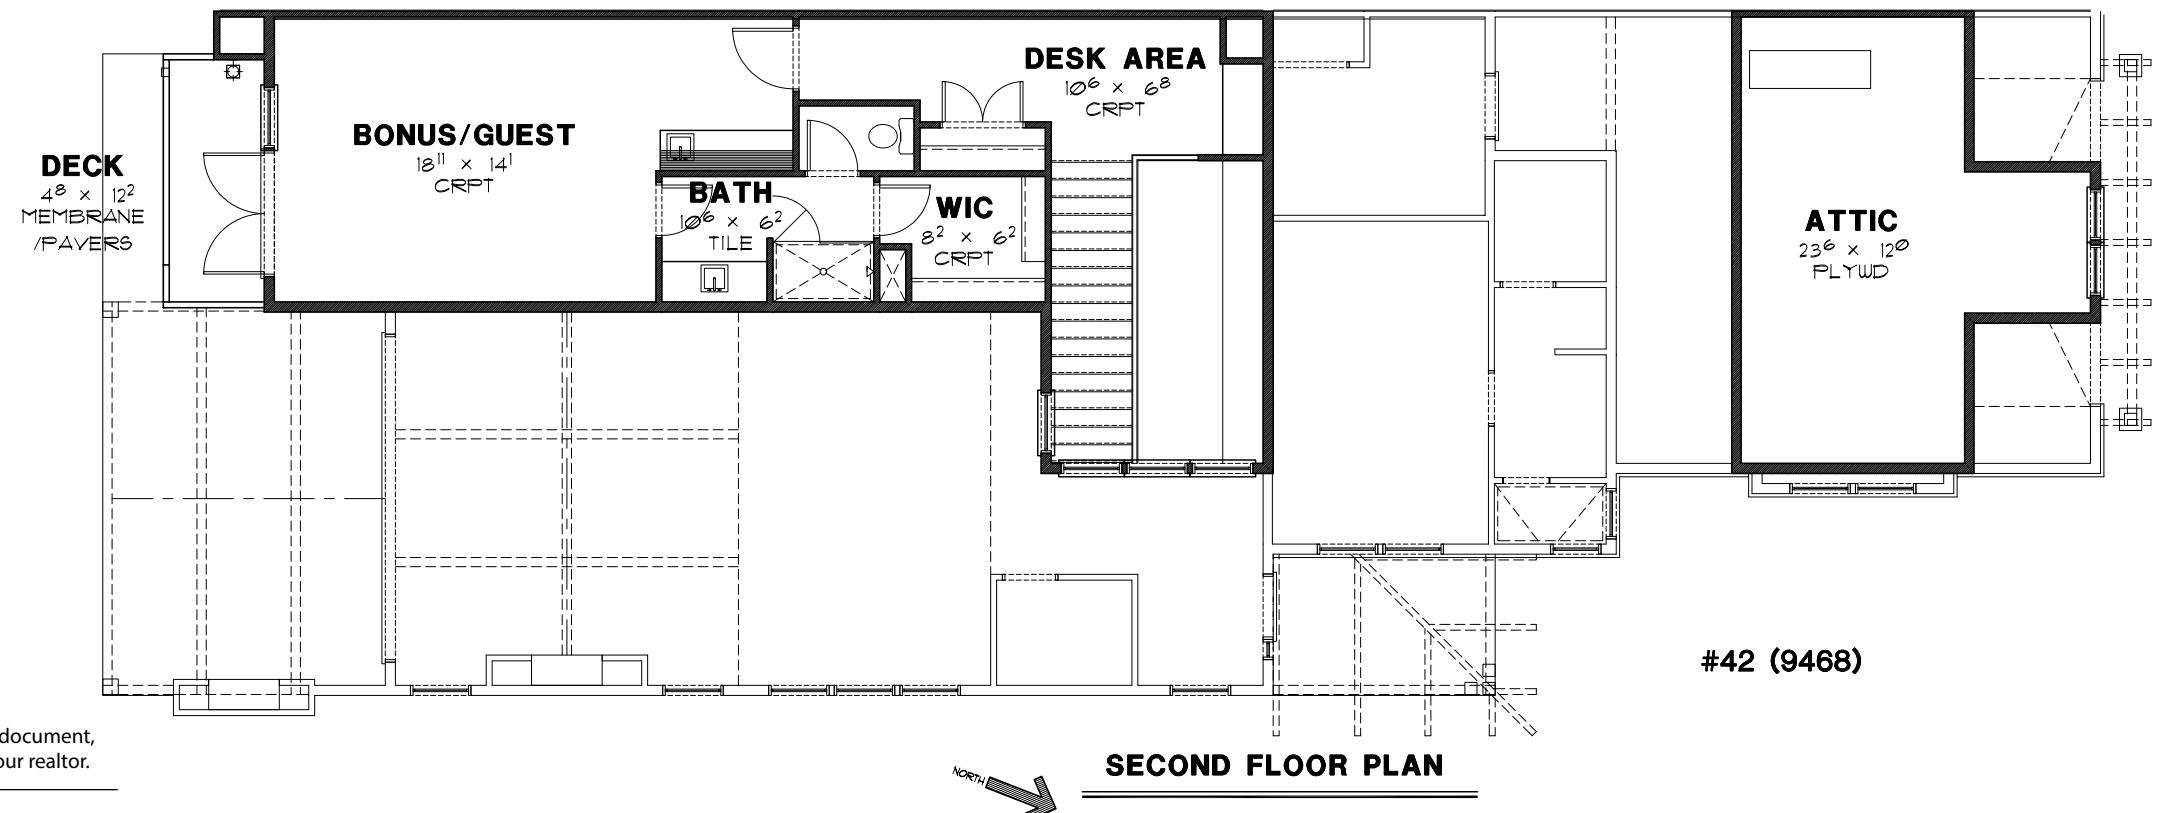 DECK
4⁸ × 12²
MEMBRANE
/PAVERS
BONUS/GUEST
18¹¹ × 14¹
CRPT
BATH
10⁶ × 6²
TILE
WIC
8² × 6²
CRPT
DESK AREA
10⁶ × 6⁸
CRPT
ATTIC
23⁶ × 12⁰
PLYWD
#42 (9468)
document,
our realtor.
NORTH
SECOND FLOOR PLAN